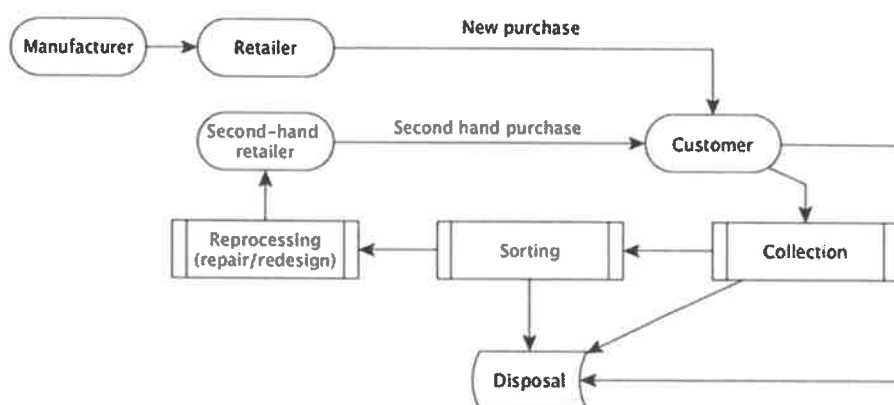 New purchase
Manufacturer
Retailer
Second-hand
retailer
Second hand purchase
Customer
Reprocessing
(repair/redesign)
Sorting
Collection
Disposal